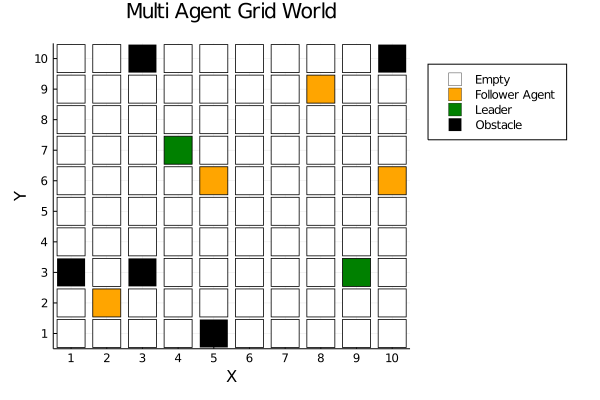 Multi Agent Grid World
10
9
8
7
6
5
4
3
2
1
Y
1 2 3 4 5 6 7 8 9 10
X
Empty
Follower Agent
Leader
Obstacle